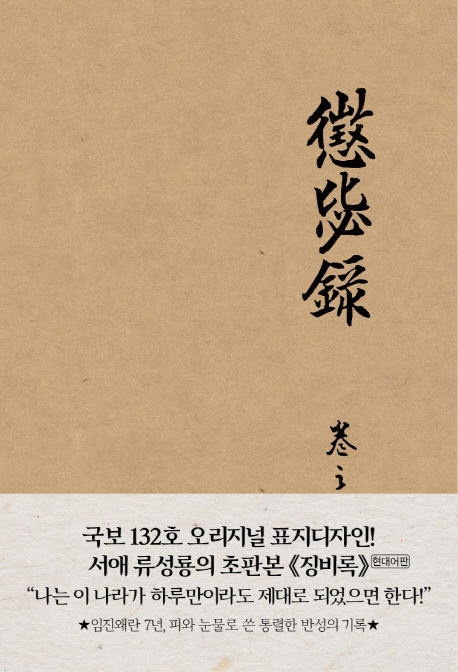 懲毖錄
卷之
국보 132호 오리지널 표지디자인!
서애 류성룡의 초판본 《징비록》 현대어판
“나는 이 나라가 하루만이라도 제대로 되었으면 한다!”
★임진왜란 7년, 피와 눈물로 쓴 통렬한 반성의 기록★